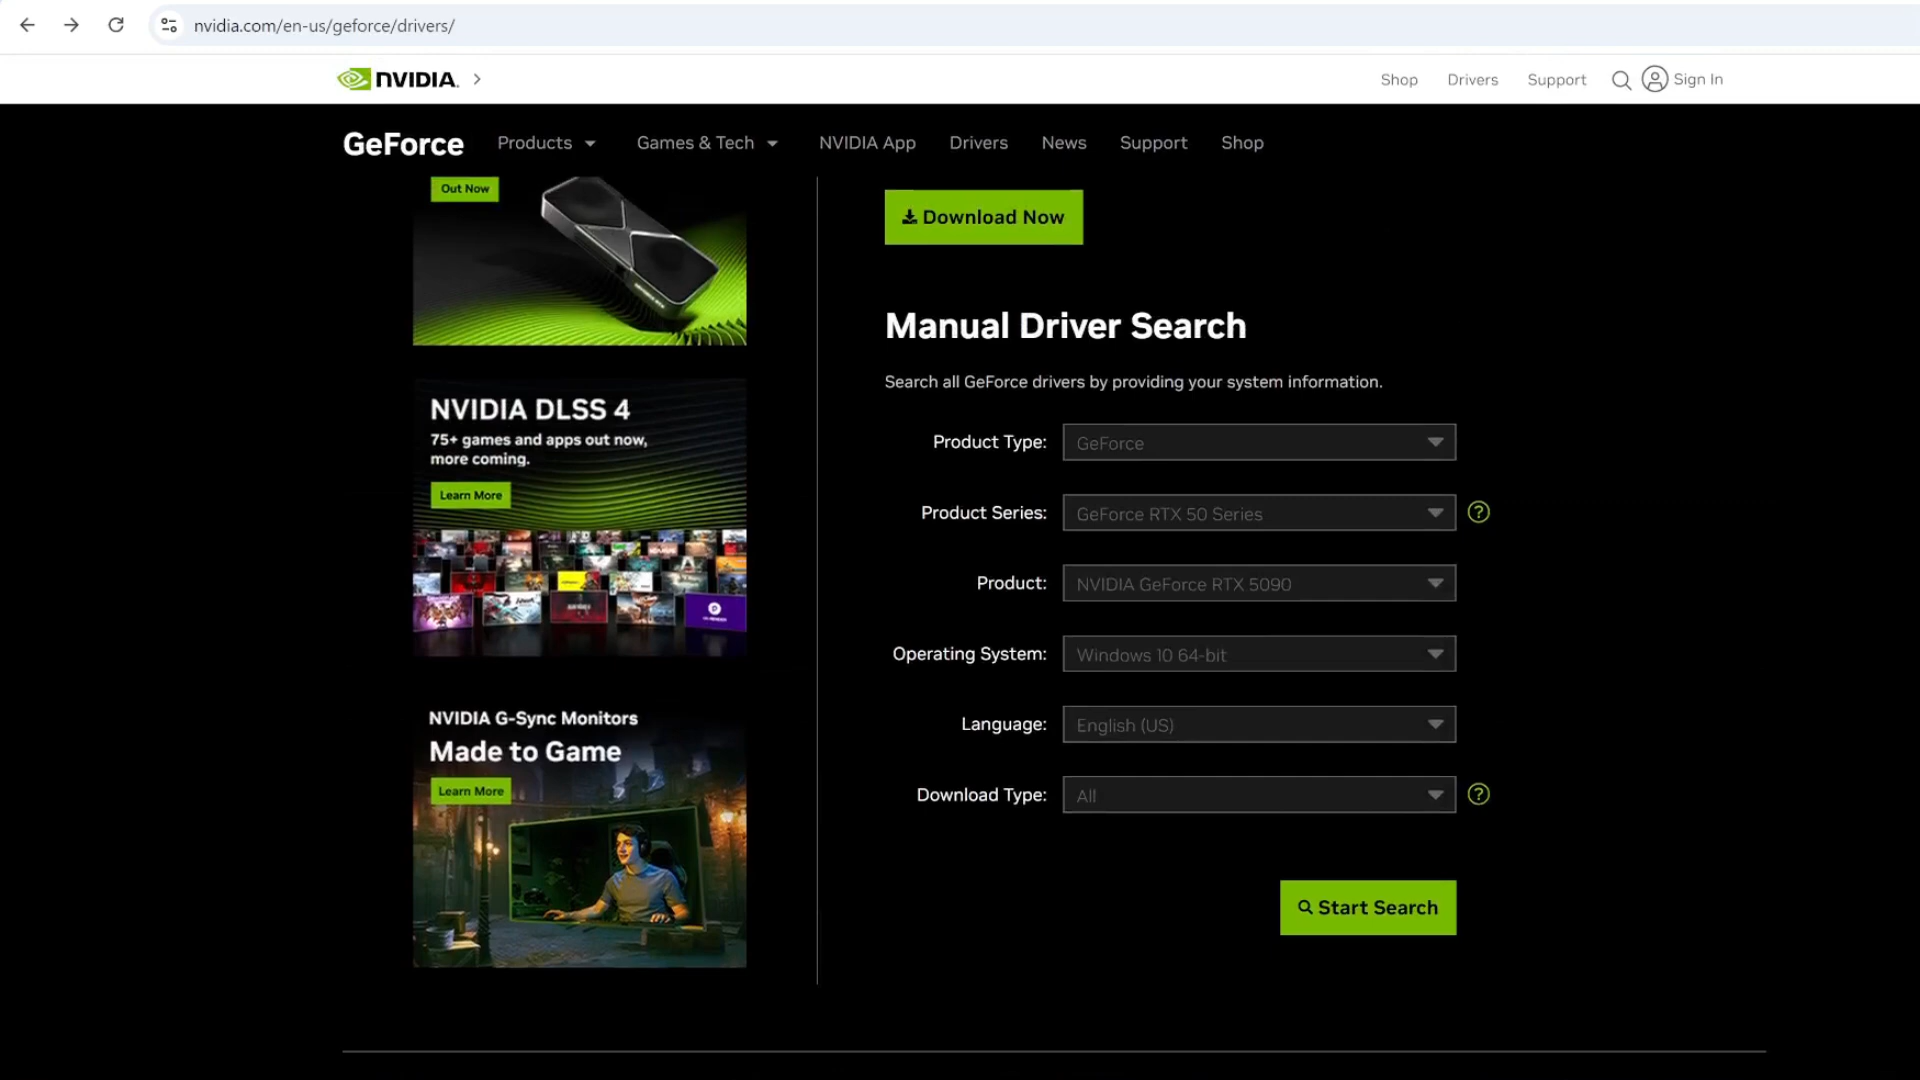 nvidia.com/en-us/geforce/drivers/
NVIDIA.
Shop
Drivers
Support
Sign In
GeForce
Products
Games & Tech
NVIDIA App
Drivers
News
Support
Shop
Out Now
NVIDIA DLSS 4
75+ games and apps out now,
more coming.
Learn More
NVIDIA G-Sync Monitors
Made to Game
Learn More
Download Now
Manual Driver Search
Search all GeForce drivers by providing your system information.
Product Type: GeForce
Product Series: GeForce RTX 50 Series ?
Product: NVIDIA GeForce RTX 5090
Operating System: Windows 10 64-bit
Language: English (US)
Download Type: All ?
Start Search